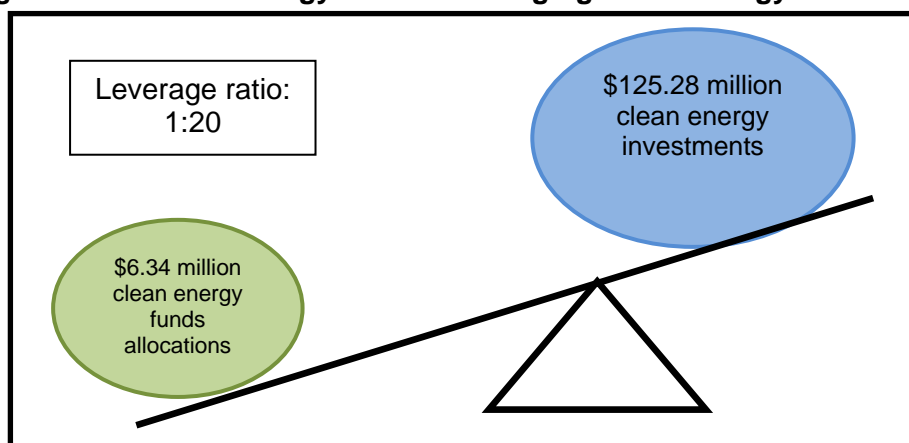 Leverage ratio:
1:20
$125.28 million
clean energy
investments
$6.34 million
clean energy
funds
allocations